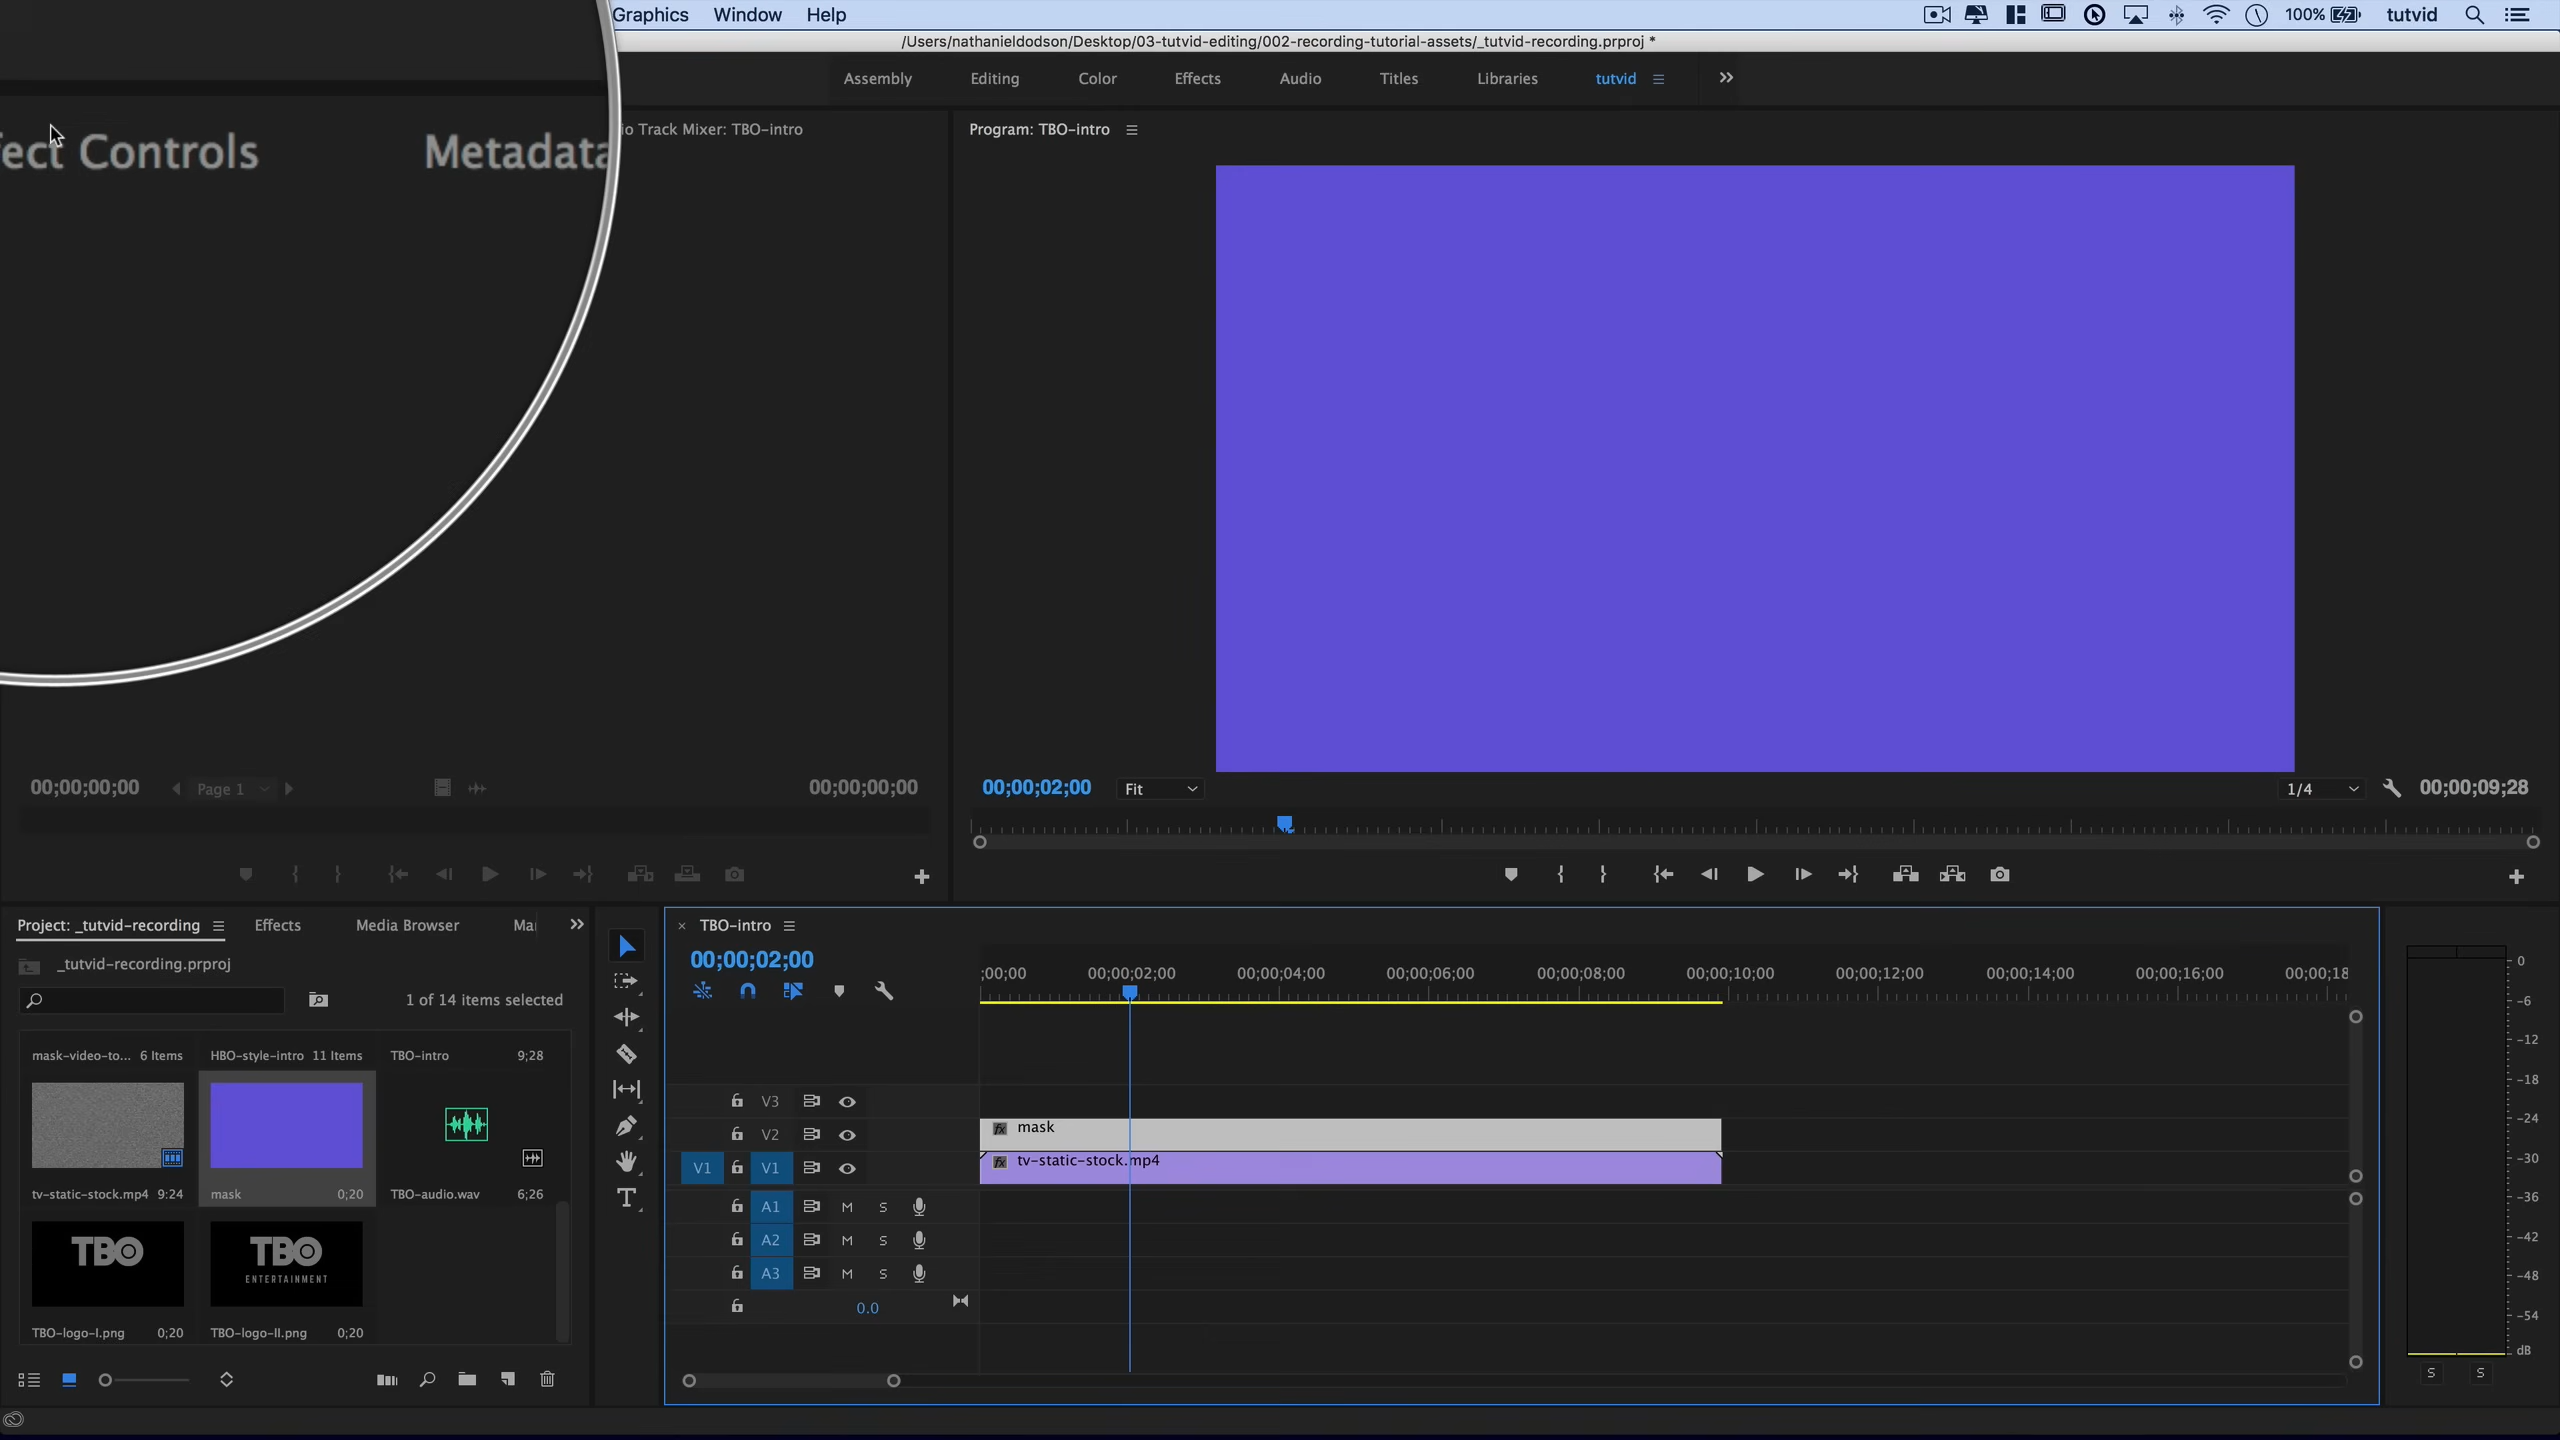 Graphics Window Help 100% tutvid
/Users/nathanieldodson/Desktop/03-tutvid-editing/002-recording-tutorial-assets/_tutvid-recording.prproj *
Assembly Editing Color Effects Audio Titles Libraries tutvid
fect Controls Metadata io Track Mixer: TBO-intro Program: TBO-intro
00;00;00;00 Page 1 00;00;00;00 00;00;02;00 Fit 1/4 00;00;09;28
Project: _tutvid-recording Effects Media Browser Mar TBO-intro
_tutvid-recording.prproj 00;00;02;00
1 of 14 items selected
;00;00 00;00;02;00 00;00;04;00 00;00;06;00 00;00;08;00 00;00;10;00 00;00;12;00 00;00;14;00 00;00;16;00 00;00;18
mask-video-to... 6 Items HBO-style-intro 11 Items TBO-intro 9;28
tv-static-stock.mp4 9:24 mask 0;20 TBO-audio.wav 6;26
TBO
TBO
ENTERTAINMENT
TBO-logo-I.png 0;20 TBO-logo-II.png 0;20
V3
V2 mask
V1 V1 tv-static-stock.mp4
A1 M S
A2 M S
A3 M S
0.0
0
-6
-12
-18
-24
-30
-36
-42
-48
-54
dB
S S